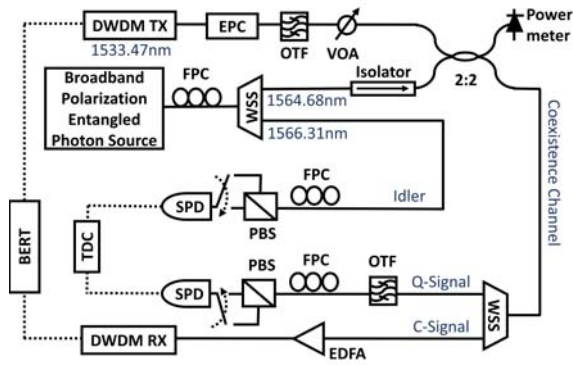 DWDM TX
EPC
OTF
VOA
Power
meter
1533.47nm
Broadband
Polarization
Entangled
Photon Source
FPC
WSS
Isolator
2:2
1564.68nm
1566.31nm
Coexistence Channel
FPC
Idler
SPD
PBS
BERT
TDC
PBS
FPC
OTF
SPD
Q-Signal
WSS
C-Signal
DWDM RX
EDFA